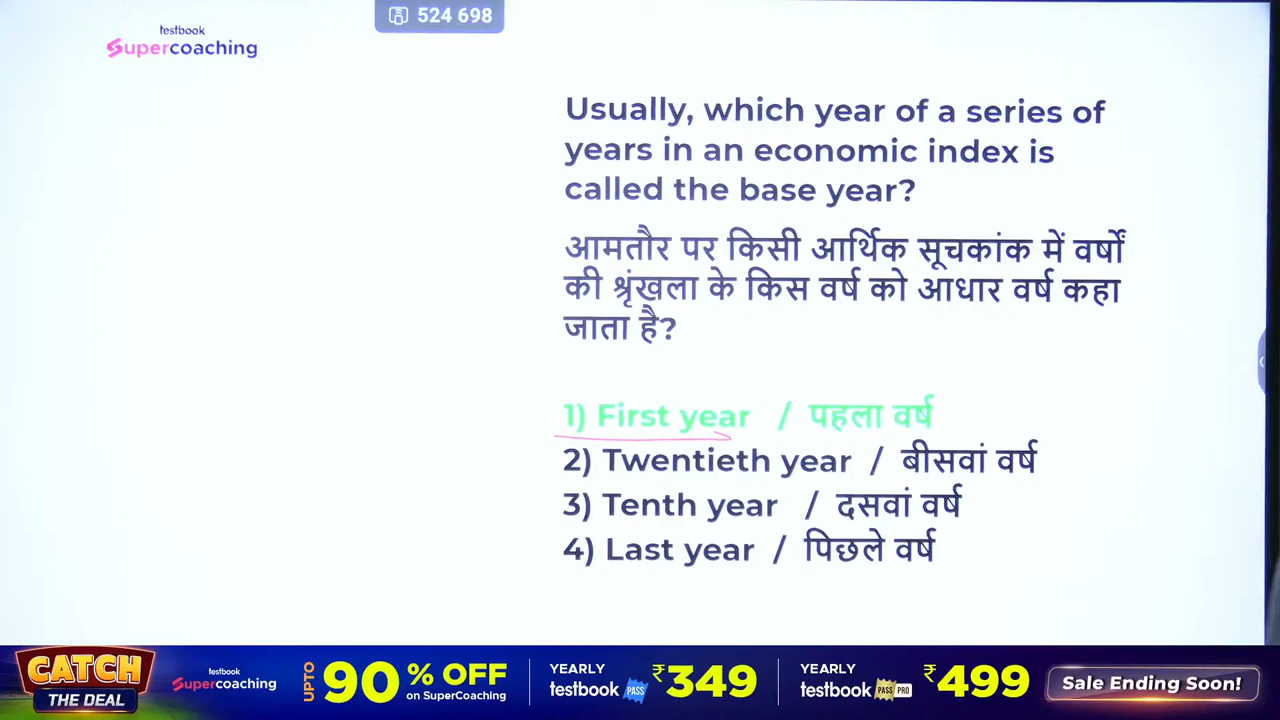 testbook
Supercoaching
524 698
Usually, which year of a series of
years in an economic index is
called the base year?
आमतौर पर किसी आर्थिक सूचकांक में वर्षों
की श्रृंखला के किस वर्ष को आधार वर्ष कहा
जाता है?
1) First year / पहला वर्ष
2) Twentieth year / बीसवां वर्ष
3) Tenth year / दसवां वर्ष
4) Last year / पिछले वर्ष
CATCH
THE DEAL
testbook
Supercoaching
UPTO
90% OFF
on SuperCoaching
YEARLY
testbook PASS
₹349
YEARLY
testbook PASS PRO
₹499
Sale Ending Soon!